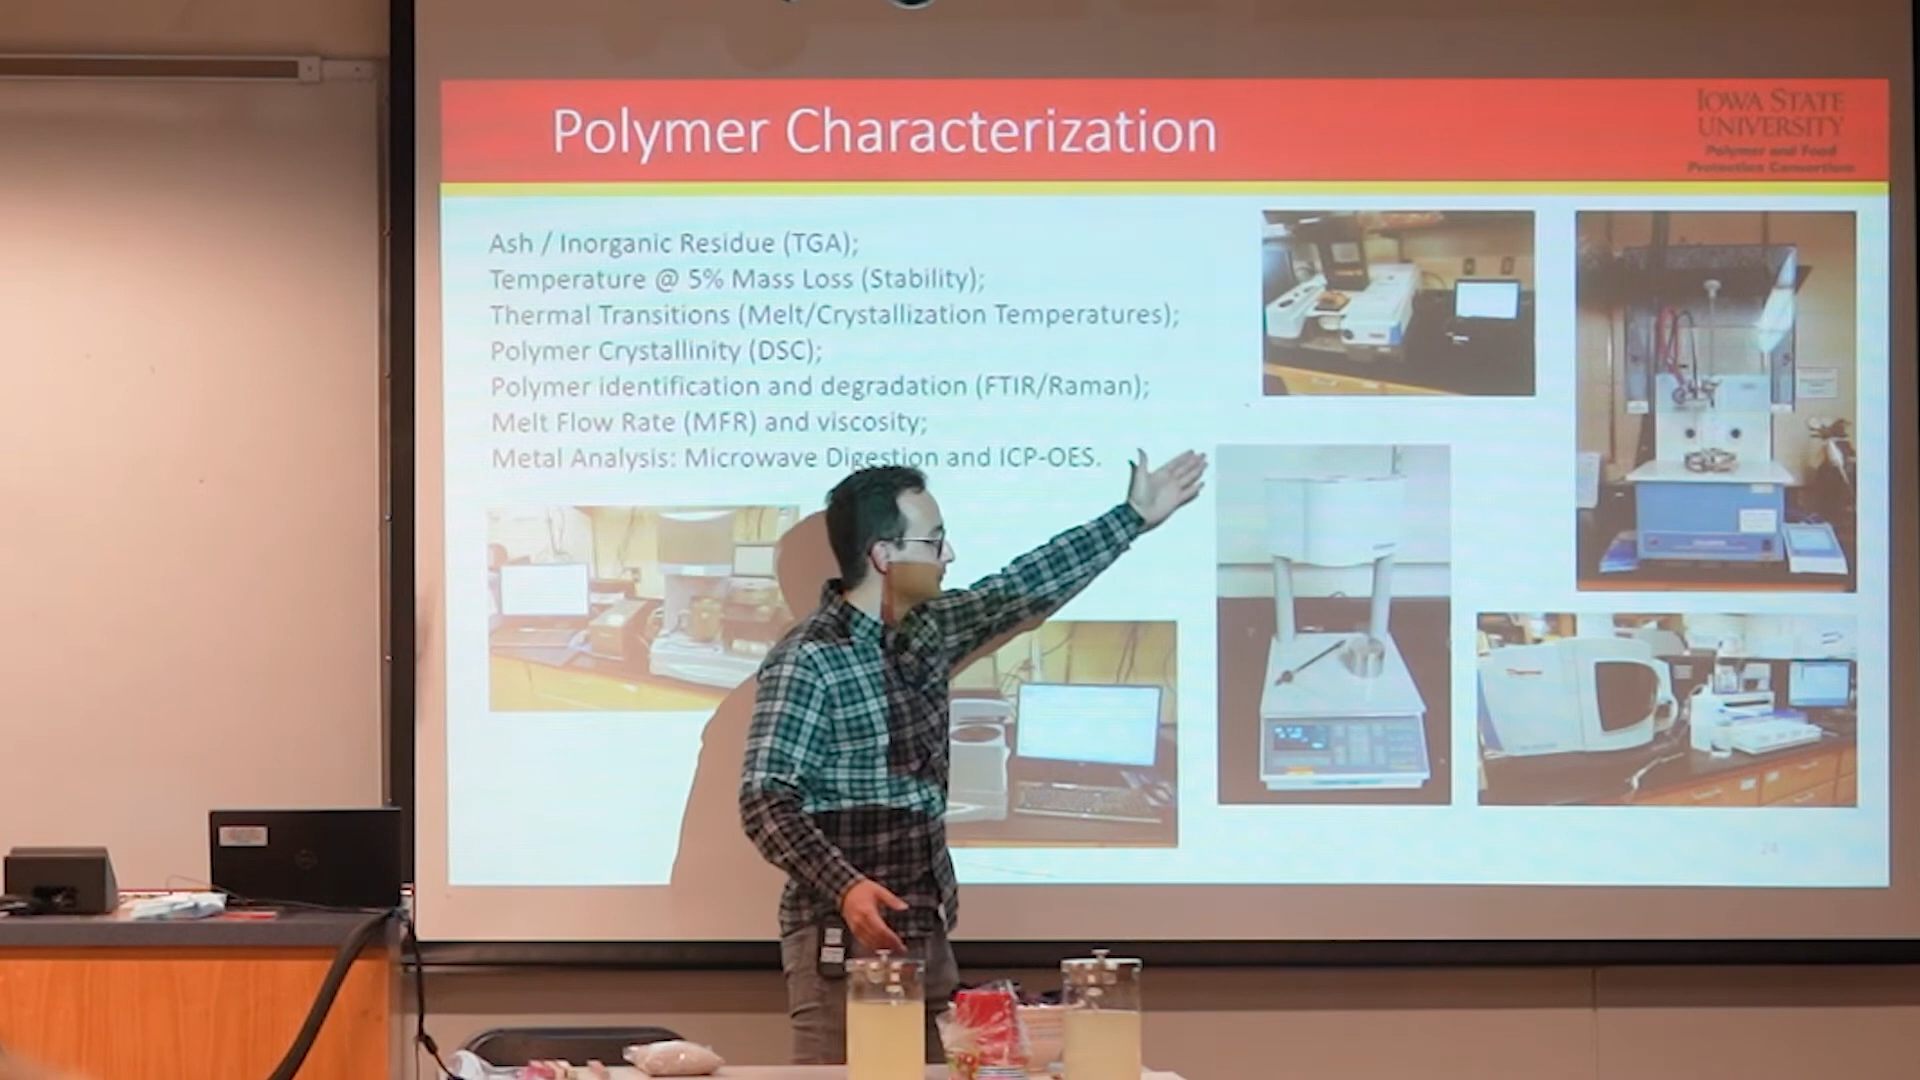 Polymer Characterization
IOWA STATE
UNIVERSITY
Polymer and Food
Protection Consortium
Ash / Inorganic Residue (TGA);
Temperature @ 5% Mass Loss (Stability);
Thermal Transitions (Melt/Crystallization Temperatures);
Polymer Crystallinity (DSC);
Polymer identification and degradation (FTIR/Raman);
Melt Flow Rate (MFR) and viscosity;
Metal Analysis: Microwave Digestion and ICP-OES.
24